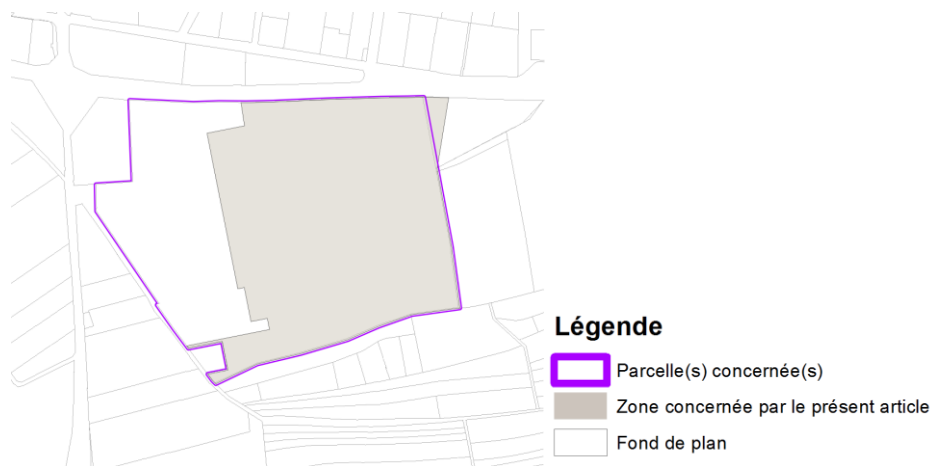 Légende
Parcelle(s) concernée(s)
Zone concernée par le présent article
Fond de plan